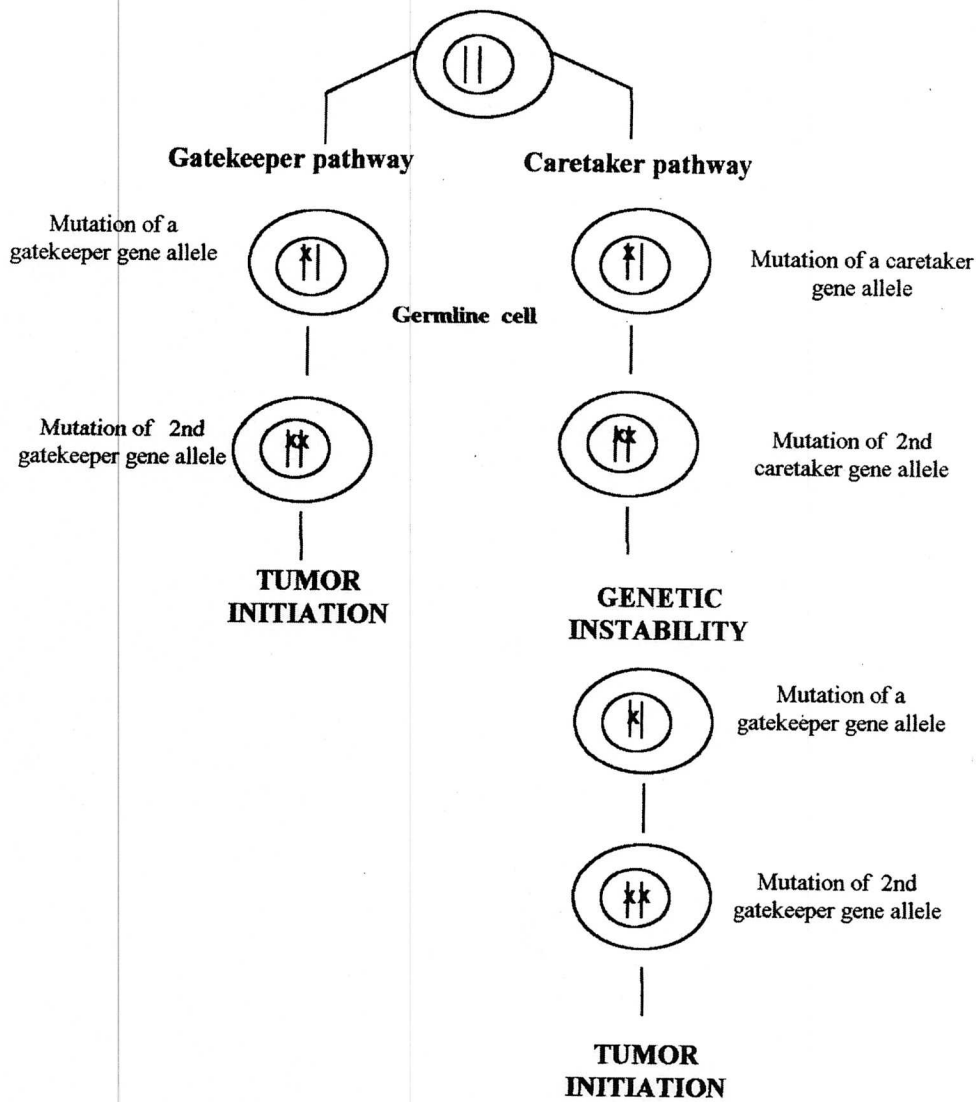 Gatekeeper pathway
Caretaker pathway
Mutation of a
gatekeeper gene allele
Mutation of a caretaker
gene allele
Germline cell
Mutation of 2nd
gatekeeper gene allele
Mutation of 2nd
caretaker gene allele
TUMOR
INITIATION
GENETIC
INSTABILITY
Mutation of a
gatekeeper gene allele
Mutation of 2nd
gatekeeper gene allele
TUMOR
INITIATION